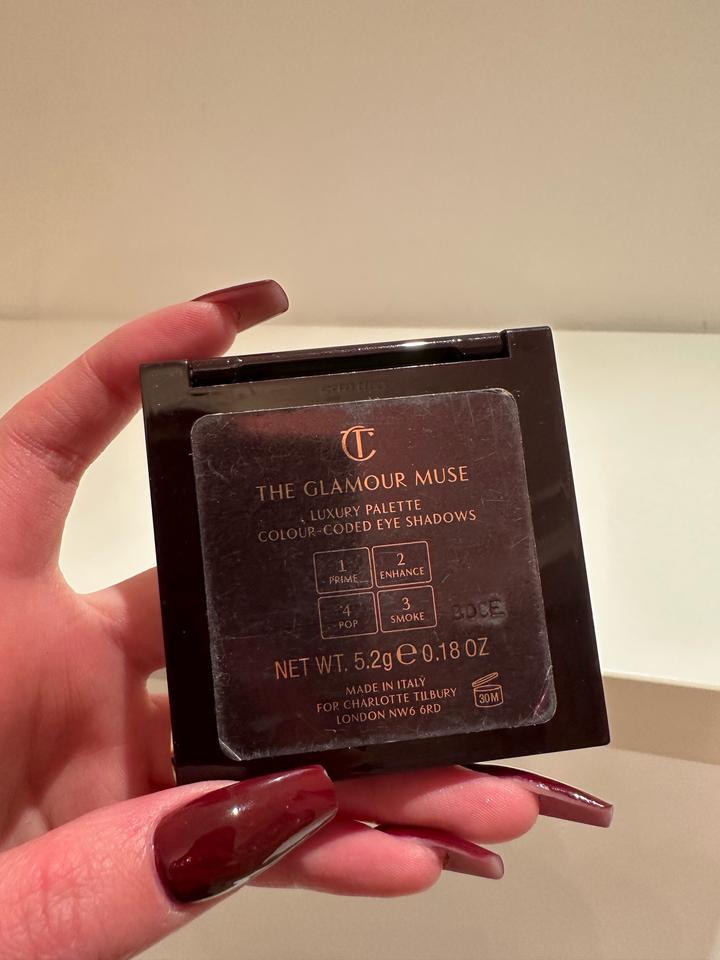 CT
THE GLAMOUR MUSE
LUXURY PALETTE
COLOUR-CODED EYE SHADOWS
1 2
PRIME ENHANCE
4 3
POP SMOKE
NET WT. 5.2g ℮ 0.18 OZ
MADE IN ITALY
FOR CHARLOTTE TILBURY
LONDON NW6 6RD
30M